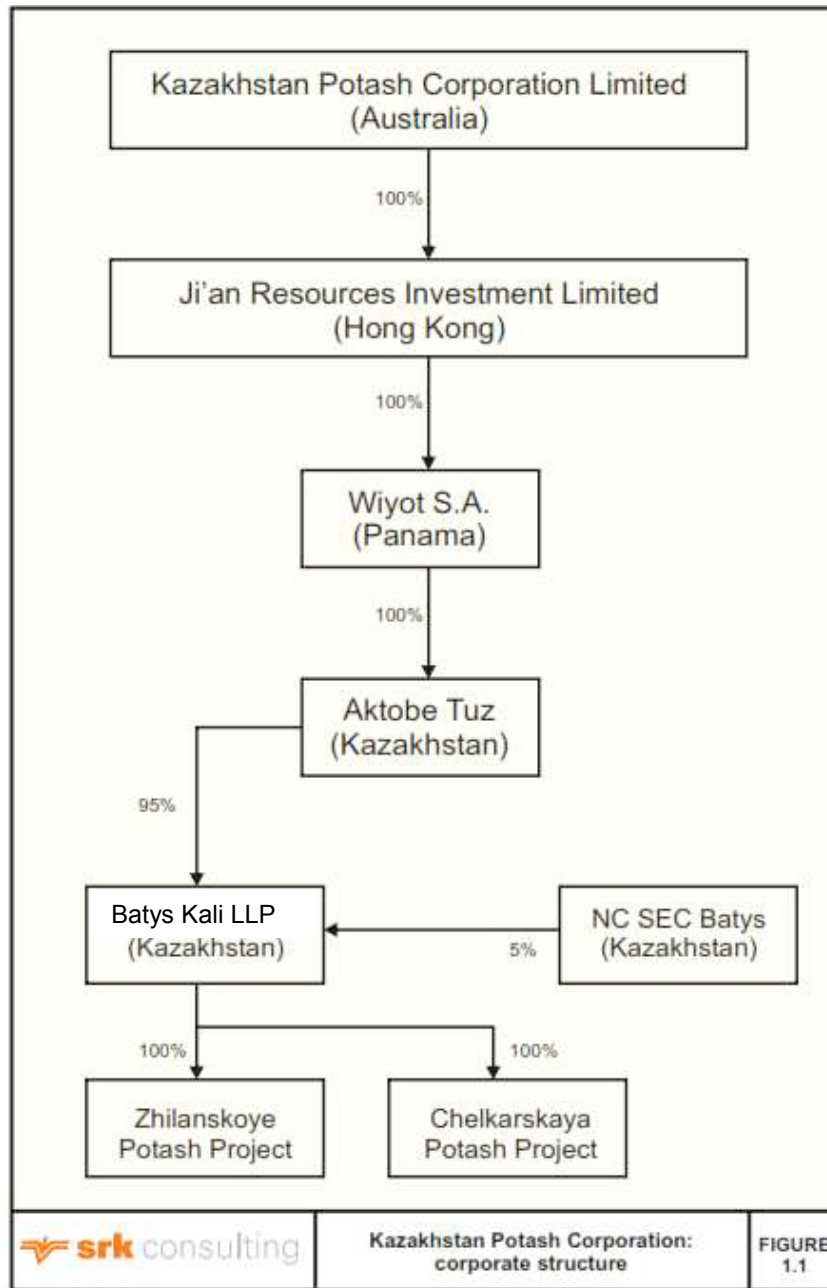 Kazakhstan Potash Corporation Limited
(Australia)
100%
Ji'an Resources Investment Limited
(Hong Kong)
100%
Wiyot S.A.
(Panama)
100%
Aktobe Tuz
(Kazakhstan)
95%
Batys Kali LLP
(Kazakhstan)
NC SEC Batys
(Kazakhstan)
5%
100%
100%
Zhilanskoye
Potash Project
Chelkarskaya
Potash Project
srk consulting
Kazakhstan Potash Corporation:
corporate structure
FIGURE
1.1